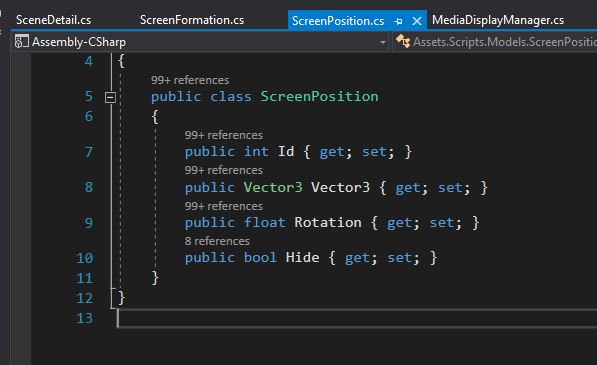 SceneDetail.cs ScreenFormation.cs ScreenPosition.cs MediaDisplayManager.cs
Assembly-CSharp Assets.Scripts.Models.ScreenPositio
4 {
99+ references
5 public class ScreenPosition
6 {
99+ references
7 public int Id { get; set; }
99+ references
8 public Vector3 Vector3 { get; set; }
99+ references
9 public float Rotation { get; set; }
8 references
10 public bool Hide { get; set; }
11 }
12 }
13